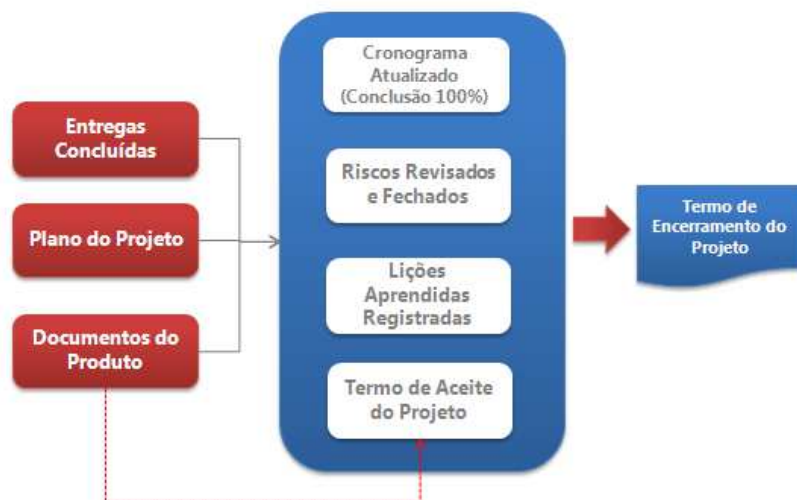 Entregas
Concluídas
Plano do Projeto
Documentos do
Produto
Cronograma
Atualizado
(Conclusão 100%)
Riscos Revisados
e Fechados
Lições
Aprendidas
Registradas
Termo de Aceite
do Projeto
Termo de
Encerramento do
Projeto